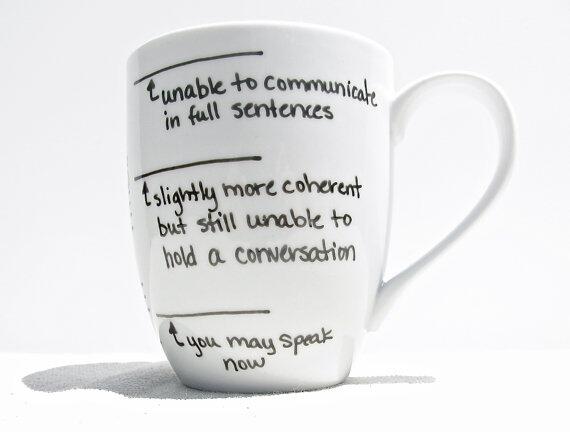 unable to communicate
in full sentences
slightly more coherent
but still unable to
hold a conversation
you may speak
now